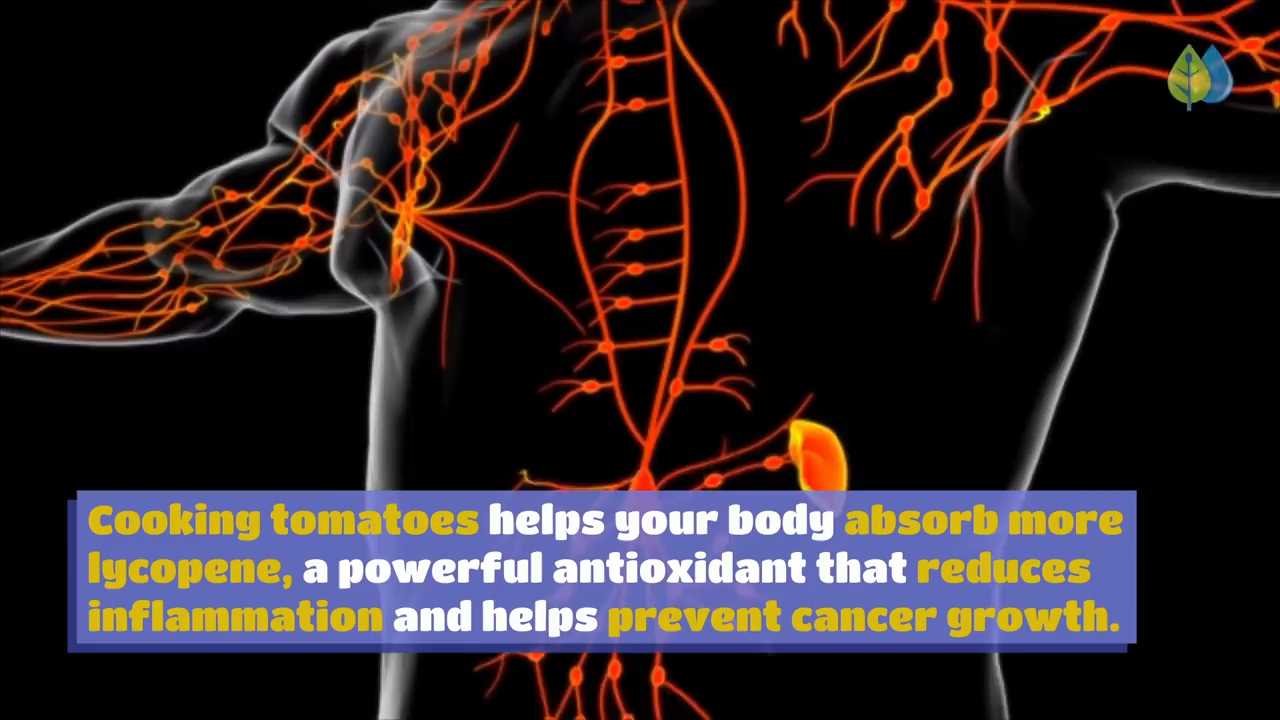 Cooking tomatoes helps your body absorb more
lycopene, a powerful antioxidant that reduces
inflammation and helps prevent cancer growth.